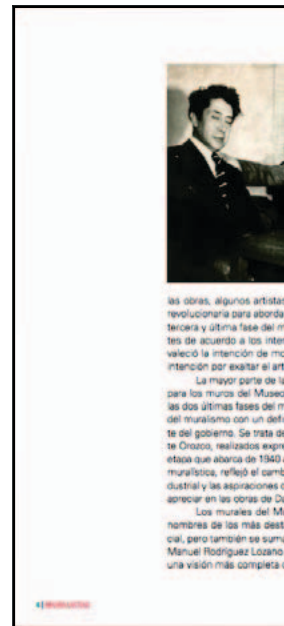 las obras, algunos artistas
revolucionaria para aborda
tercera y última fase del m
tes de acuerdo a los inter
valeció la intención de mo
intención por exaltar el art
La mayor parte de la
para los muros del Museo
las dos últimas fases del m
del muralismo con un defi
te del gobierno. Se trata de
te Orozco, realizados expre
etapa que abarca de 1940 a
muralística, reflejó el camb
dustrial y las aspiraciones d
apreciar en las obras de Da
Los murales del Mu
nombres de los más dest
cial, pero también se suma
Manuel Rodríguez Lozano
una visión más completa d
4|